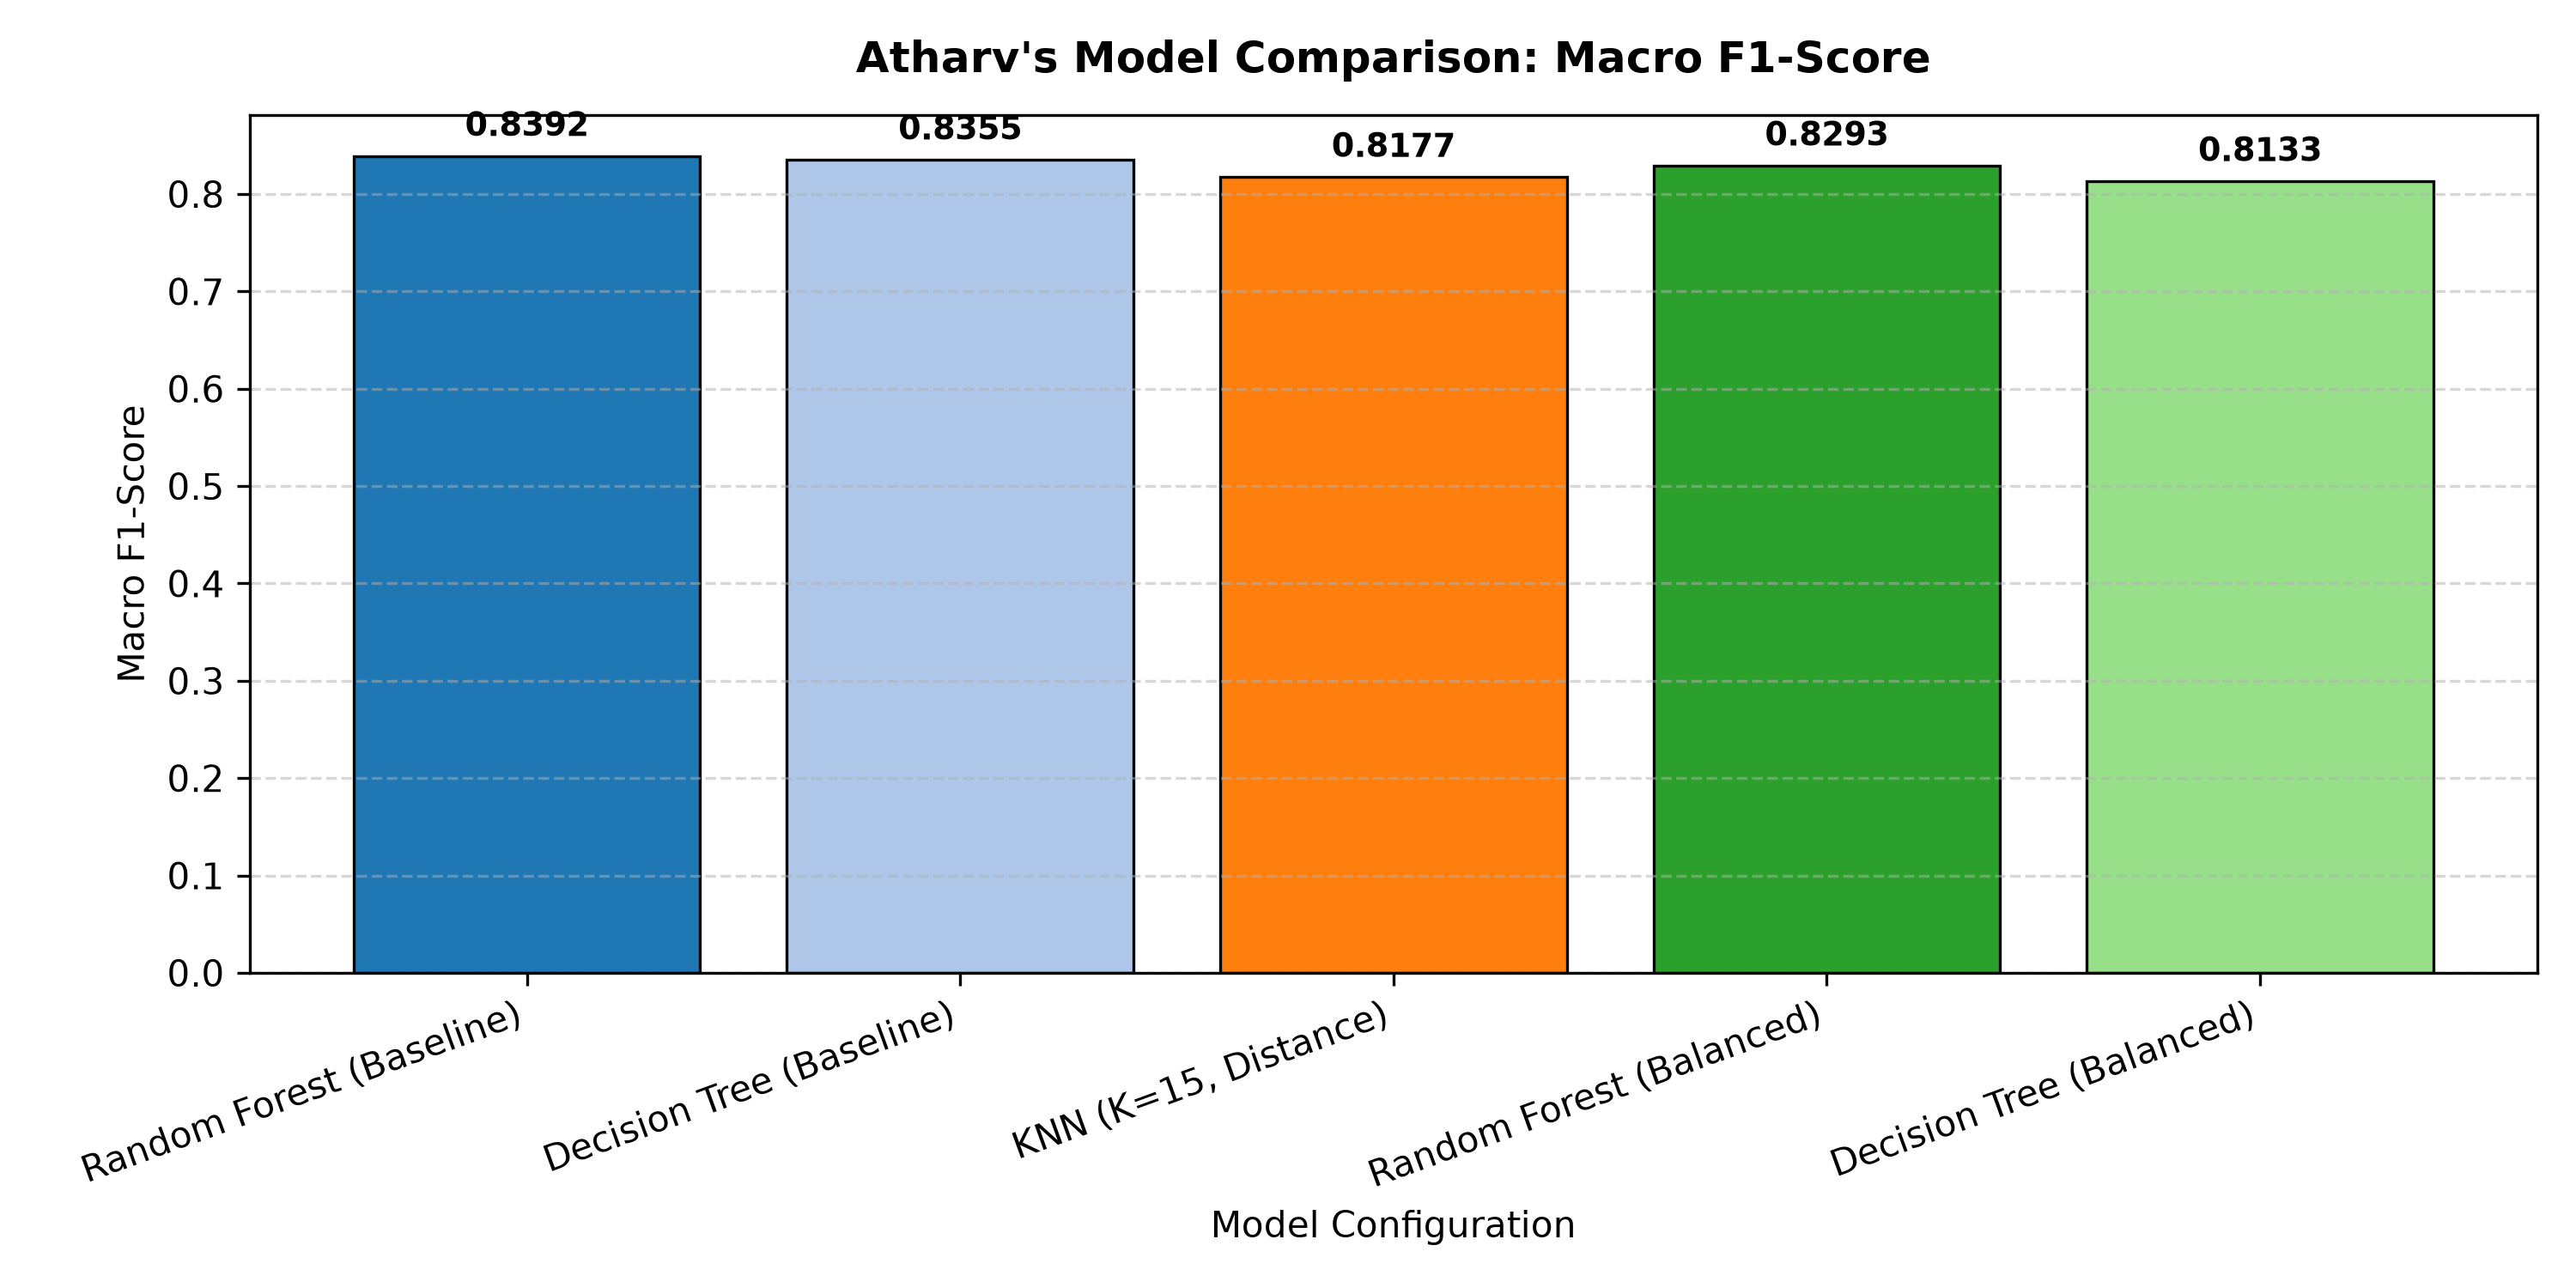 Atharv's Model Comparison: Macro F1-Score
0.8392
0.8355
0.8177
0.8293
0.8133
Macro F1-Score
0.8
0.7
0.6
0.5
0.4
0.3
0.2
0.1
0.0
Random Forest (Baseline)
Decision Tree (Baseline)
KNN (K=15, Distance)
Random Forest (Balanced)
Decision Tree (Balanced)
Model Configuration